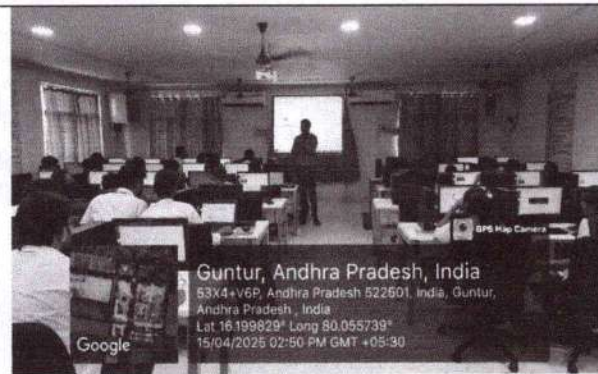 GPS Map Camera
Guntur, Andhra Pradesh, India
53X4+V6P, Andhra Pradesh 522601, India, Guntur,
Andhra Pradesh , India
Lat 16.199829° Long 80.055739°
15/04/2025 02:50 PM GMT +05:30
Google